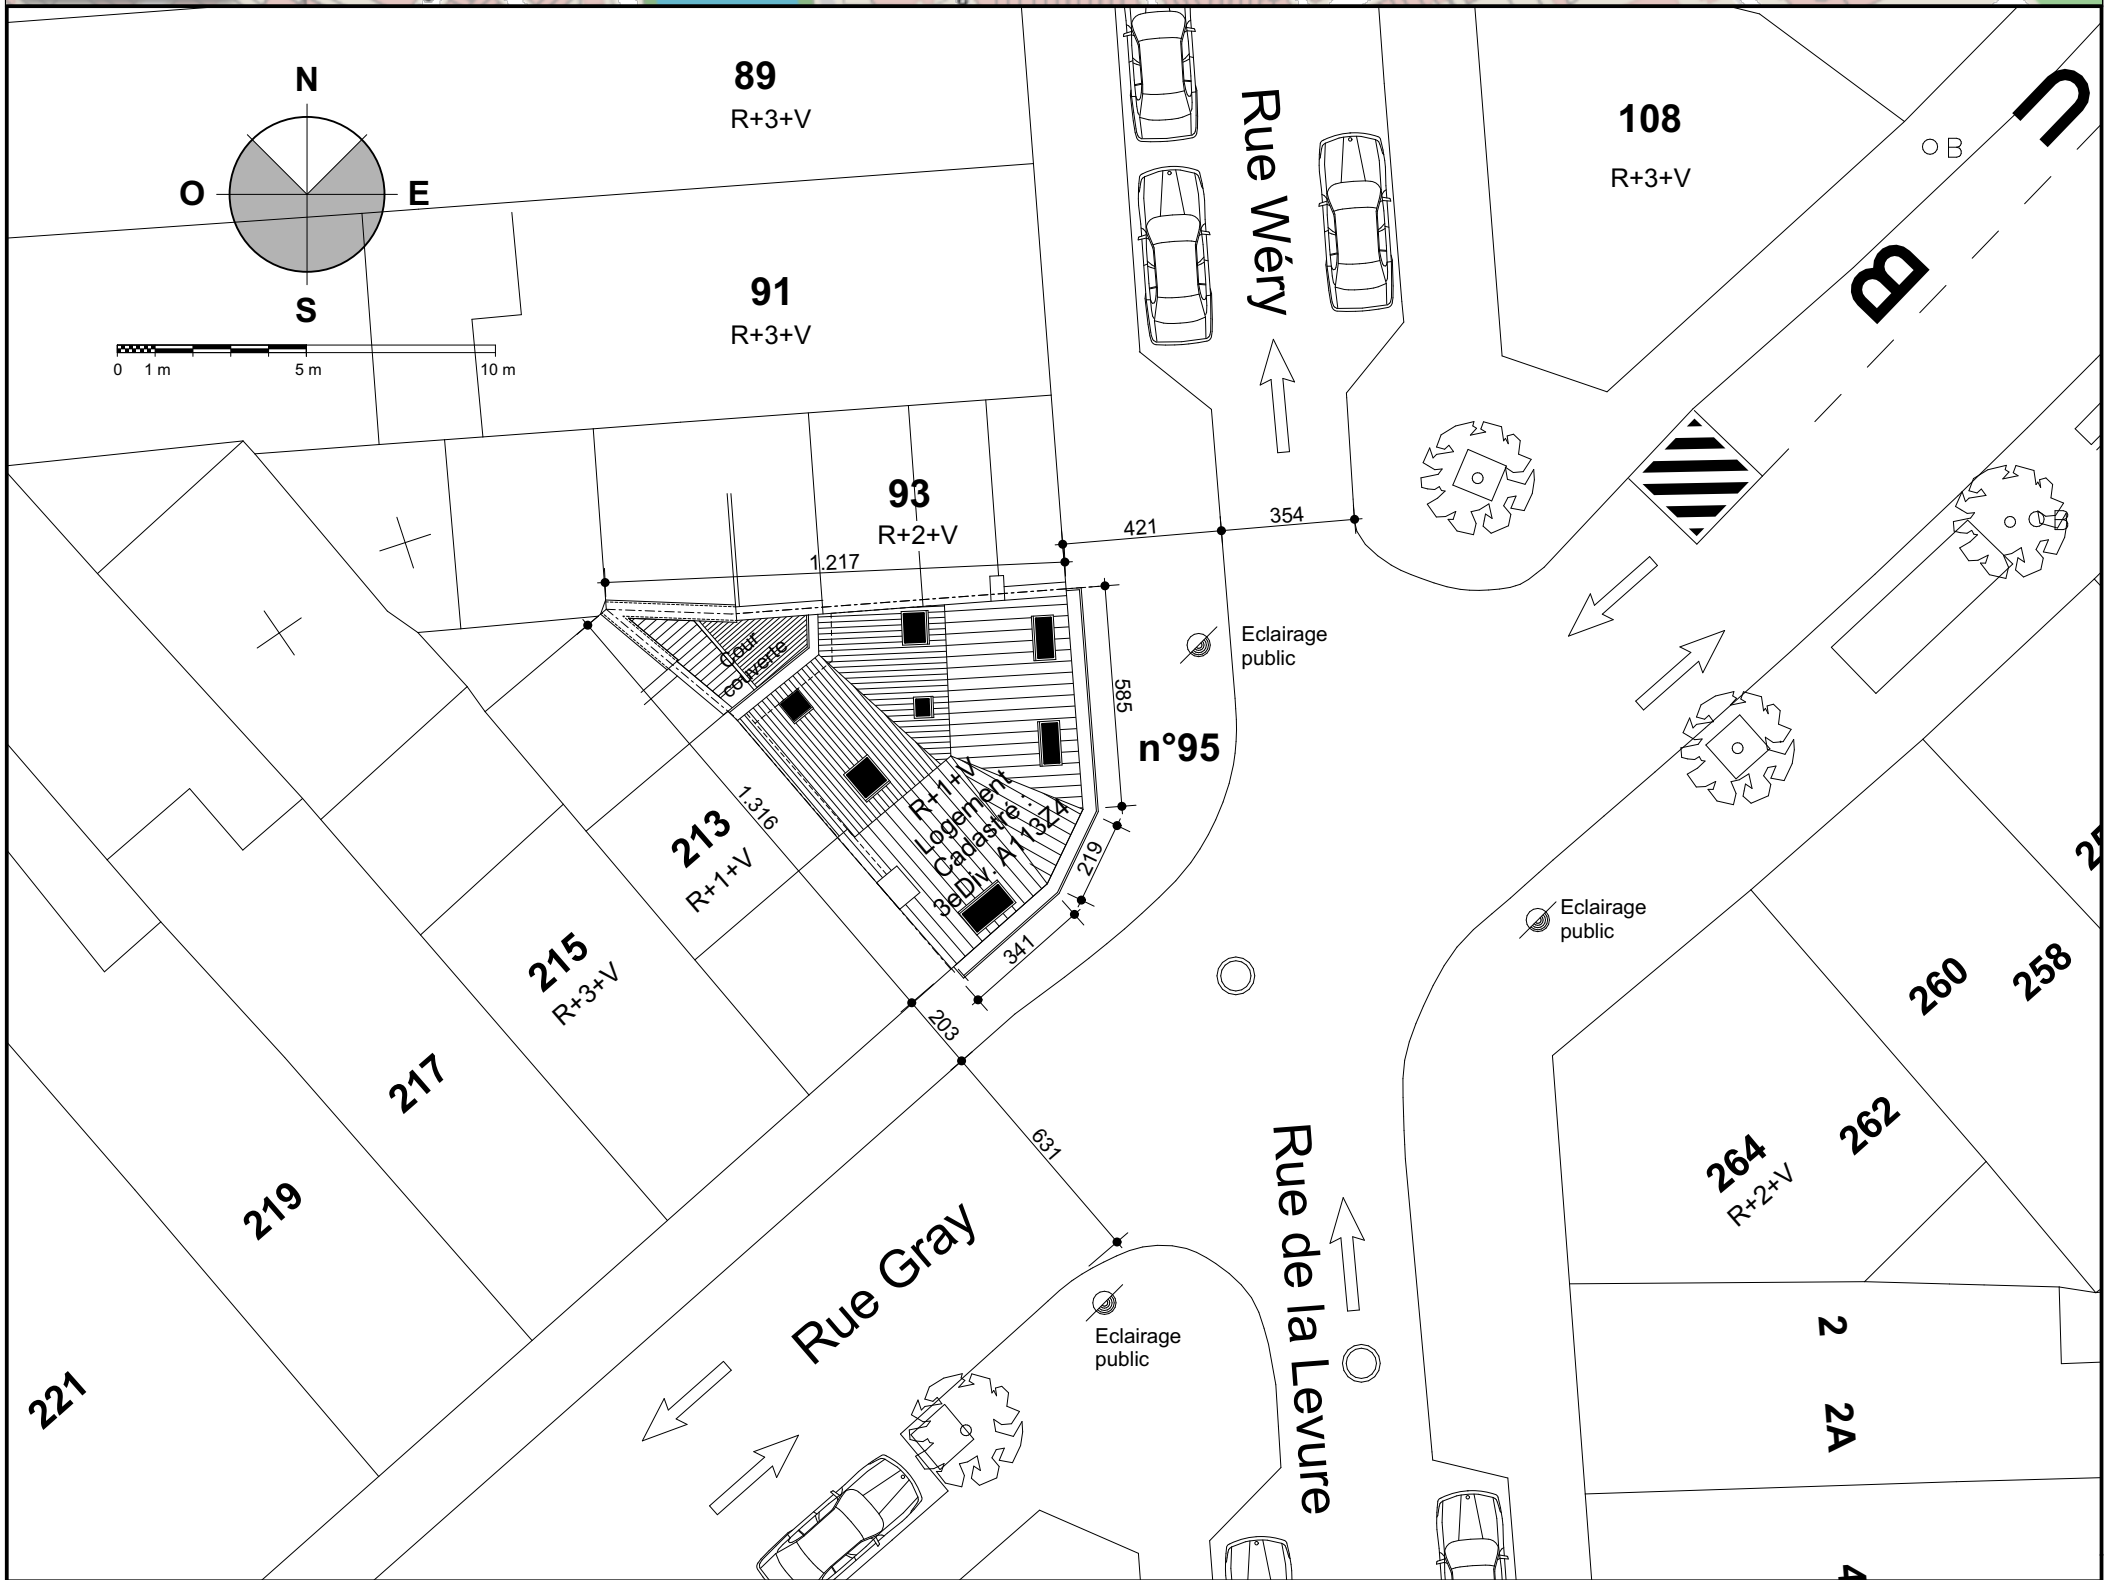 N
O
E
S
0
1 m
5 m
10 m
89
R+3+V
91
R+3+V
93
R+2+V
Rue Wéry
108
R+3+V
B
U
B
421
354
1.217
Eclairage
public
B
Cour
couverte
585
n°95
R+1+V
Logement
Cadastré :
3eDiv. A113Z4
219
341
1.316
213
R+1+V
215
R+3+V
217
219
221
203
631
Eclairage
public
260
258
262
264
R+2+V
Rue Gray
Rue de la Levure
Eclairage
public
2
2A